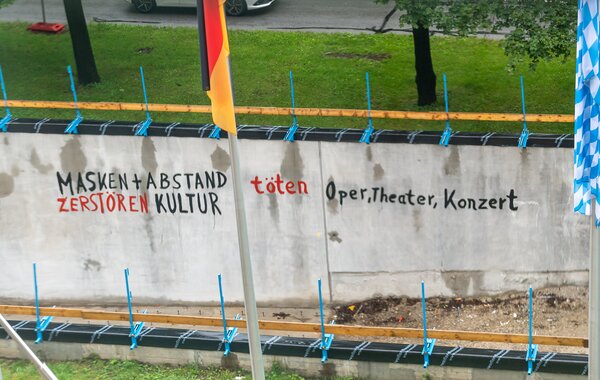 MASKEN + ABSTAND
ZERSTÖREN KULTUR
töten Oper, Theater, Konzert